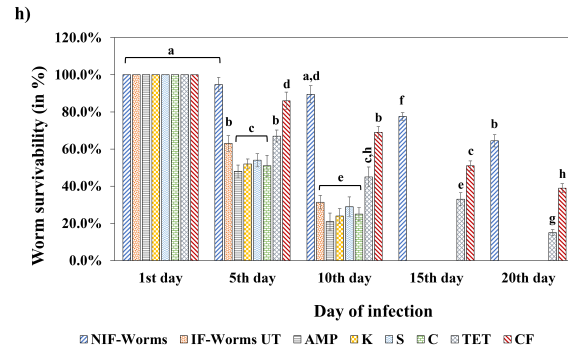 h)
120.0%
100.0%
80.0%
60.0%
40.0%
20.0%
0.0%
Worm survivability (in %)
a
b
c
b
d
a,d
e
c,h
b
f
e
c
b
g
h
1st day 5th day 10th day 15th day 20th day
Day of infection
NIF-Worms IF-Worms UT AMP K S C TET CF